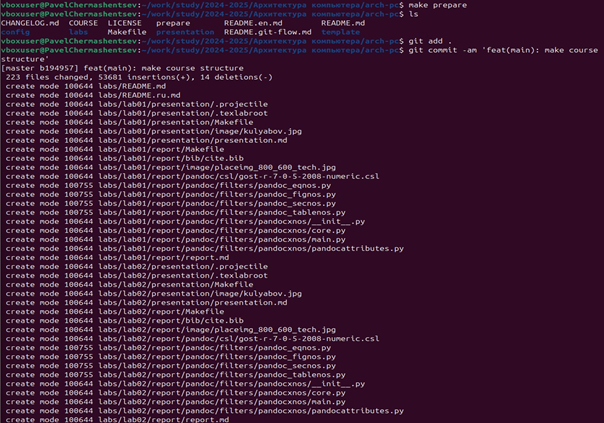 vboxuser@PavelChermashentsev:~/work/study/2024-2025/Архитектура компьютера/arch-pc$ make prepare
vboxuser@PavelChermashentsev:~/work/study/2024-2025/Архитектура компьютера/arch-pc$ ls
CHANGELOG.md COURSE LICENSE prepare README.en.md README.md
config labs Makefile presentation README.git-flow.md template
vboxuser@PavelChermashentsev:~/work/study/2024-2025/Архитектура компьютера/arch-pc$ git add .
vboxuser@PavelChermashentsev:~/work/study/2024-2025/Архитектура компьютера/arch-pc$ git commit -am 'feat(main): make course
structure'
[master b194957] feat(main): make course structure
223 files changed, 53681 insertions(+), 14 deletions(-)
create mode 100644 labs/README.md
create mode 100644 labs/README.ru.md
create mode 100644 labs/lab01/presentation/.projectile
create mode 100644 labs/lab01/presentation/.texlabroot
create mode 100644 labs/lab01/presentation/Makefile
create mode 100644 labs/lab01/presentation/image/kulyabov.jpg
create mode 100644 labs/lab01/presentation/presentation.md
create mode 100644 labs/lab01/report/Makefile
create mode 100644 labs/lab01/report/bib/cite.bib
create mode 100644 labs/lab01/report/image/placeimg_800_600_tech.jpg
create mode 100644 labs/lab01/report/pandoc/csl/gost-r-7-0-5-2008-numeric.csl
create mode 100755 labs/lab01/report/pandoc/filters/pandoc_eqnos.py
create mode 100755 labs/lab01/report/pandoc/filters/pandoc_fignos.py
create mode 100755 labs/lab01/report/pandoc/filters/pandoc_secnos.py
create mode 100755 labs/lab01/report/pandoc/filters/pandoc_tablenos.py
create mode 100644 labs/lab01/report/pandoc/filters/pandocxnos/__init__.py
create mode 100644 labs/lab01/report/pandoc/filters/pandocxnos/core.py
create mode 100644 labs/lab01/report/pandoc/filters/pandocxnos/main.py
create mode 100644 labs/lab01/report/pandoc/filters/pandocxnos/pandocattributes.py
create mode 100644 labs/lab01/report/report.md
create mode 100644 labs/lab02/presentation/.projectile
create mode 100644 labs/lab02/presentation/.texlabroot
create mode 100644 labs/lab02/presentation/Makefile
create mode 100644 labs/lab02/presentation/image/kulyabov.jpg
create mode 100644 labs/lab02/presentation/presentation.md
create mode 100644 labs/lab02/report/Makefile
create mode 100644 labs/lab02/report/bib/cite.bib
create mode 100644 labs/lab02/report/image/placeimg_800_600_tech.jpg
create mode 100644 labs/lab02/report/pandoc/csl/gost-r-7-0-5-2008-numeric.csl
create mode 100755 labs/lab02/report/pandoc/filters/pandoc_eqnos.py
create mode 100755 labs/lab02/report/pandoc/filters/pandoc_fignos.py
create mode 100755 labs/lab02/report/pandoc/filters/pandoc_secnos.py
create mode 100755 labs/lab02/report/pandoc/filters/pandoc_tablenos.py
create mode 100644 labs/lab02/report/pandoc/filters/pandocxnos/__init__.py
create mode 100644 labs/lab02/report/pandoc/filters/pandocxnos/core.py
create mode 100644 labs/lab02/report/pandoc/filters/pandocxnos/main.py
create mode 100644 labs/lab02/report/pandoc/filters/pandocxnos/pandocattributes.py
create mode 100644 labs/lab02/report/report.md